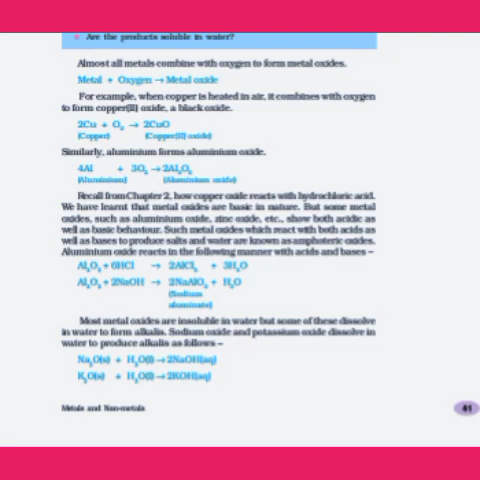 Are the products soluble in water?
Almost all metals combine with oxygen to form metal oxides.
Metal + Oxygen → Metal oxide
For example, when copper is heated in air, it combines with oxygen
to form copper(II) oxide, a black oxide.
2Cu + O₂ → 2CuO
(Copper) (Copper(II) oxide)
Similarly, aluminium forms aluminium oxide.
4Al + 3O₂ → 2Al₂O₃
(Aluminium) (Aluminium oxide)
Recall from Chapter 2, how copper oxide reacts with hydrochloric acid.
We have learnt that metal oxides are basic in nature. But some metal
oxides, such as aluminium oxide, zinc oxide, etc., show both acidic as
well as basic behaviour. Such metal oxides which react with both acids as
well as bases to produce salts and water are known as amphoteric oxides.
Aluminium oxide reacts in the following manner with acids and bases –
Al₂O₃ + 6HCl → 2AlCl₃ + 3H₂O
Al₂O₃ + 2NaOH → 2NaAlO₂ + H₂O
(Sodium
aluminate)
Most metal oxides are insoluble in water but some of these dissolve
in water to form alkalis. Sodium oxide and potassium oxide dissolve in
water to produce alkalis as follows –
Na₂O(s) + H₂O(l) → 2NaOH(aq)
K₂O(s) + H₂O(l) → 2KOH(aq)
Metals and Non-metals 41